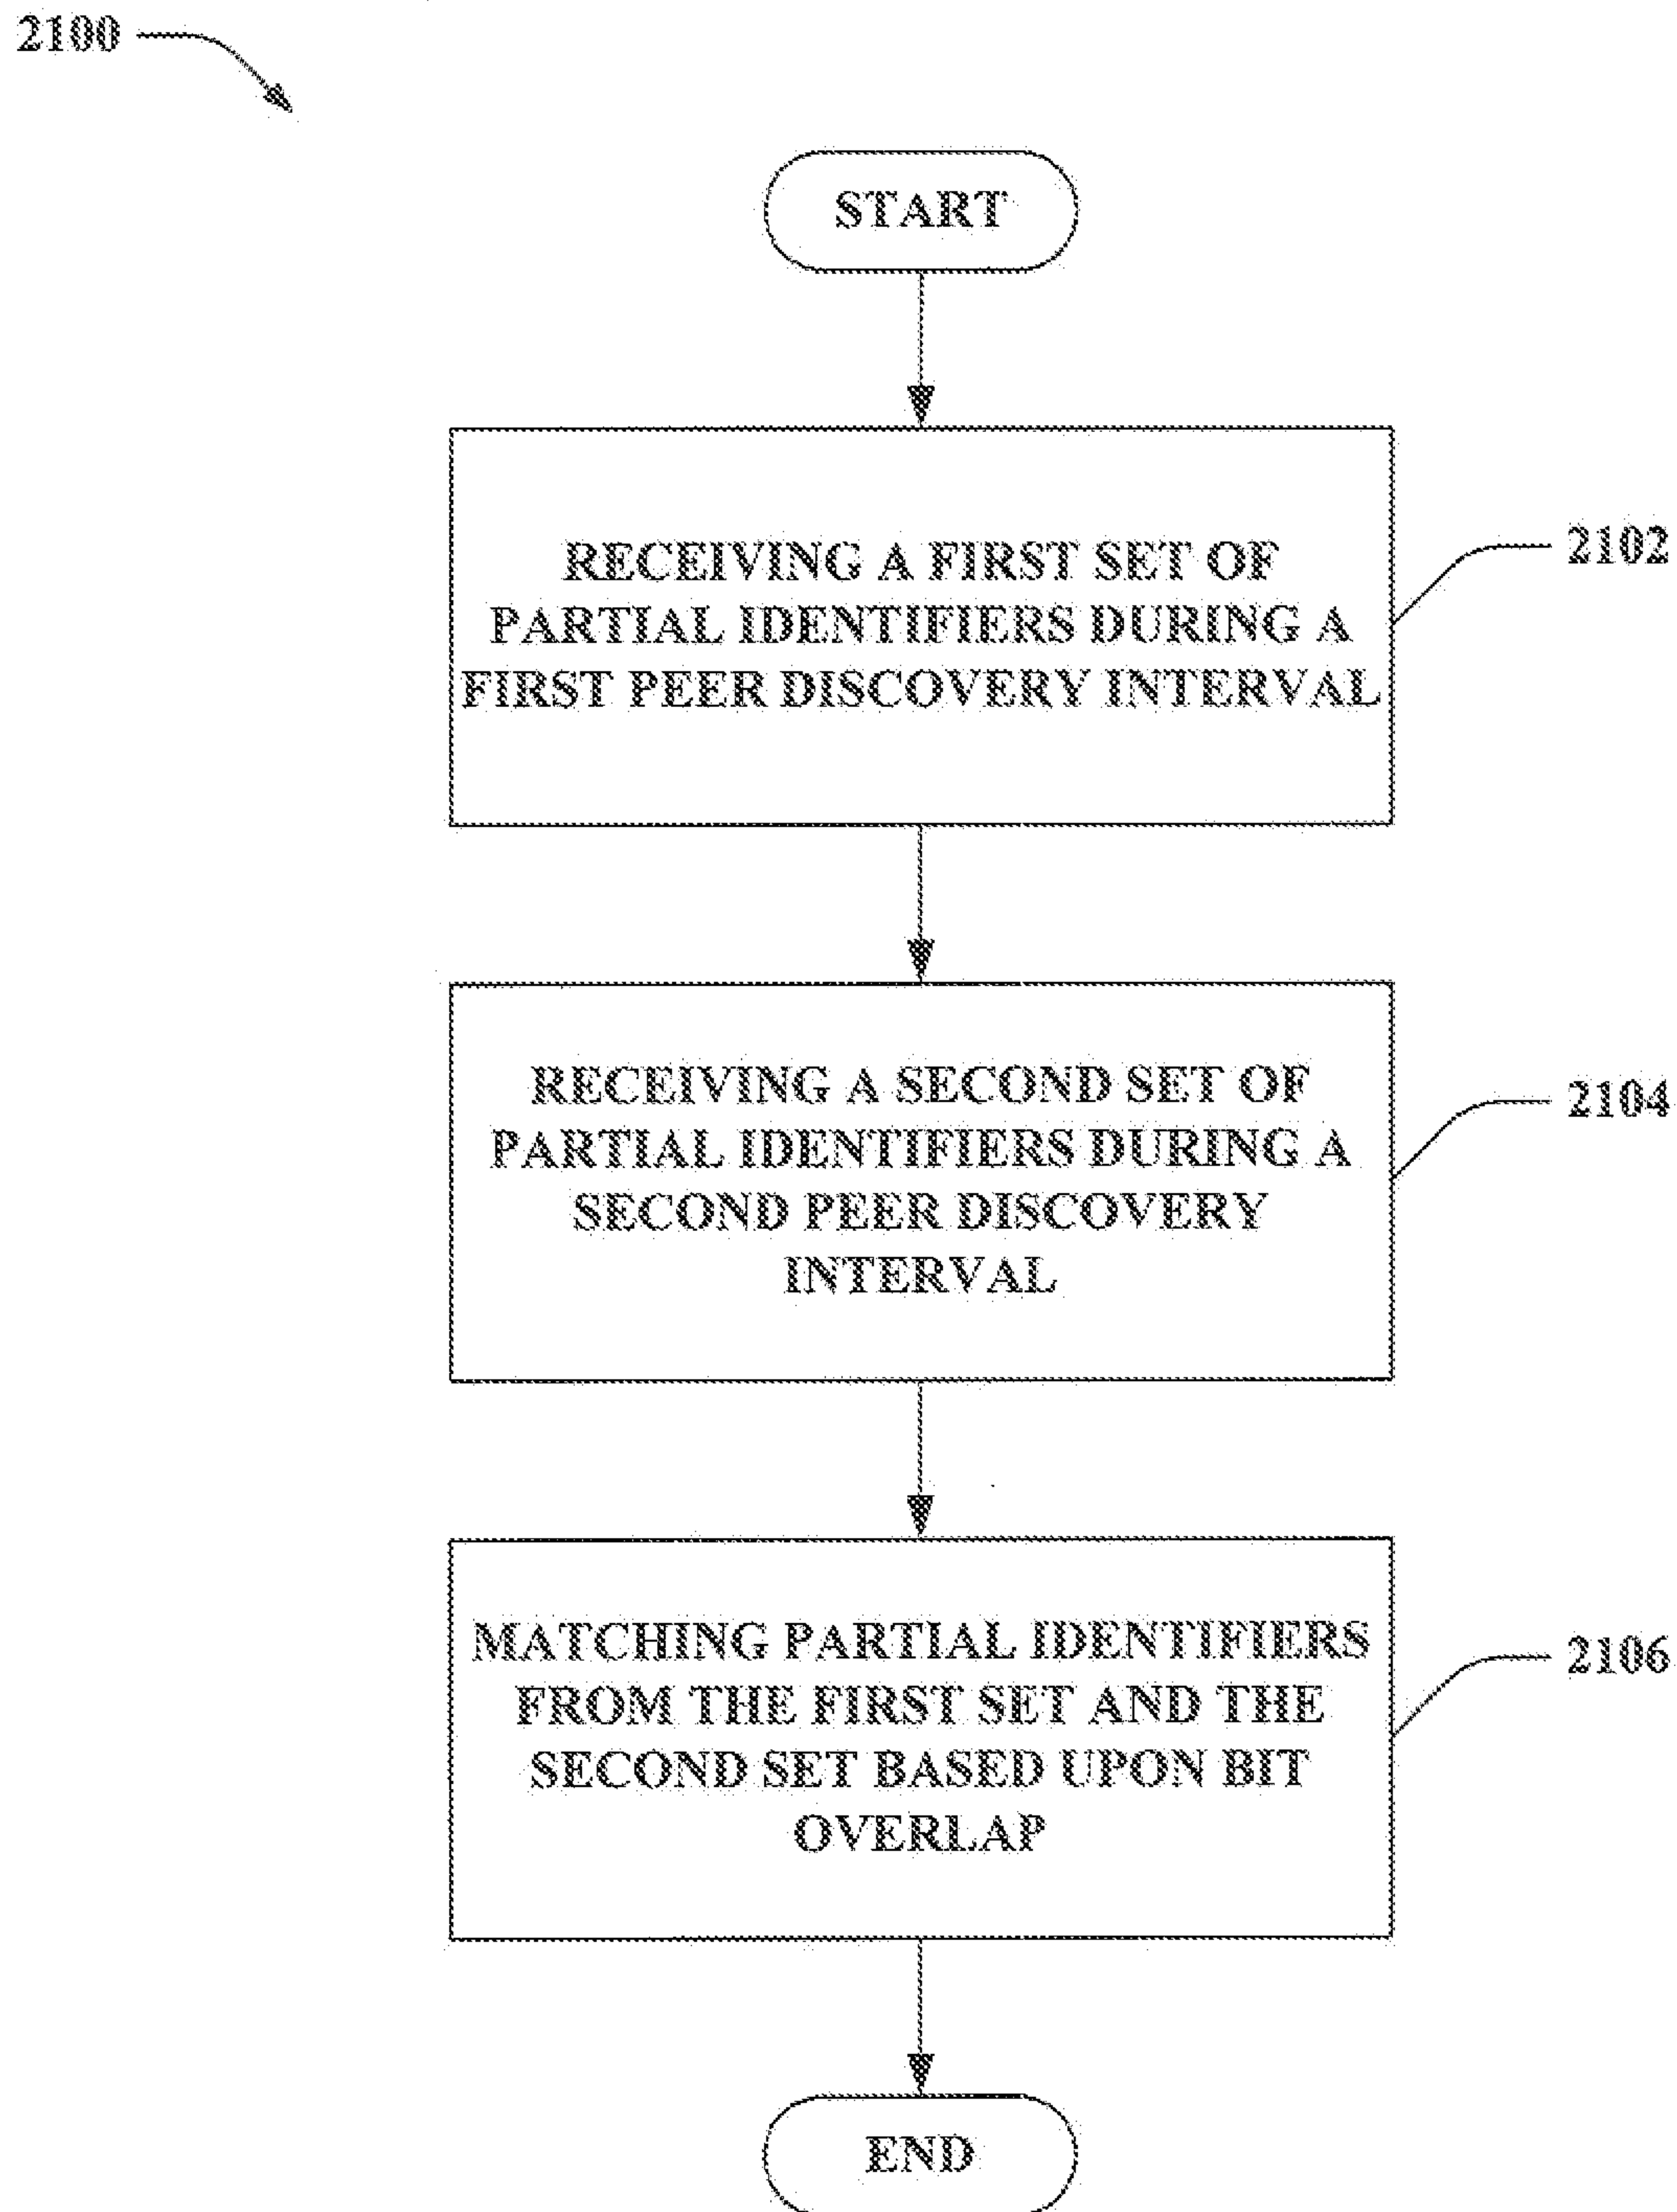 2100
START
RECEIVING A FIRST SET OF
PARTIAL IDENTIFIERS DURING A
FIRST PEER DISCOVERY INTERVAL
2102
RECEIVING A SECOND SET OF
PARTIAL IDENTIFIERS DURING A
SECOND PEER DISCOVERY
INTERVAL
2104
MATCHING PARTIAL IDENTIFIERS
FROM THE FIRST SET AND THE
SECOND SET BASED UPON BIT
OVERLAP
2106
END